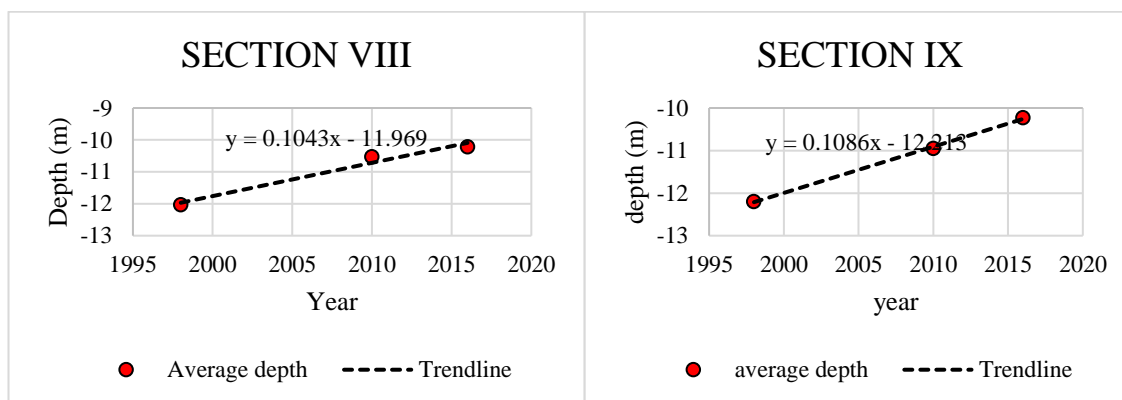 SECTION VIII
-9
-10
-11
-12
-13
Depth (m)
y = 0.1043x - 11.969
1995 2000 2005 2010 2015 2020
Year
Average depth Trendline
SECTION IX
-10
-11
-12
-13
depth (m)
y = 0.1086x - 12.213
1995 2000 2005 2010 2015 2020
year
average depth Trendline